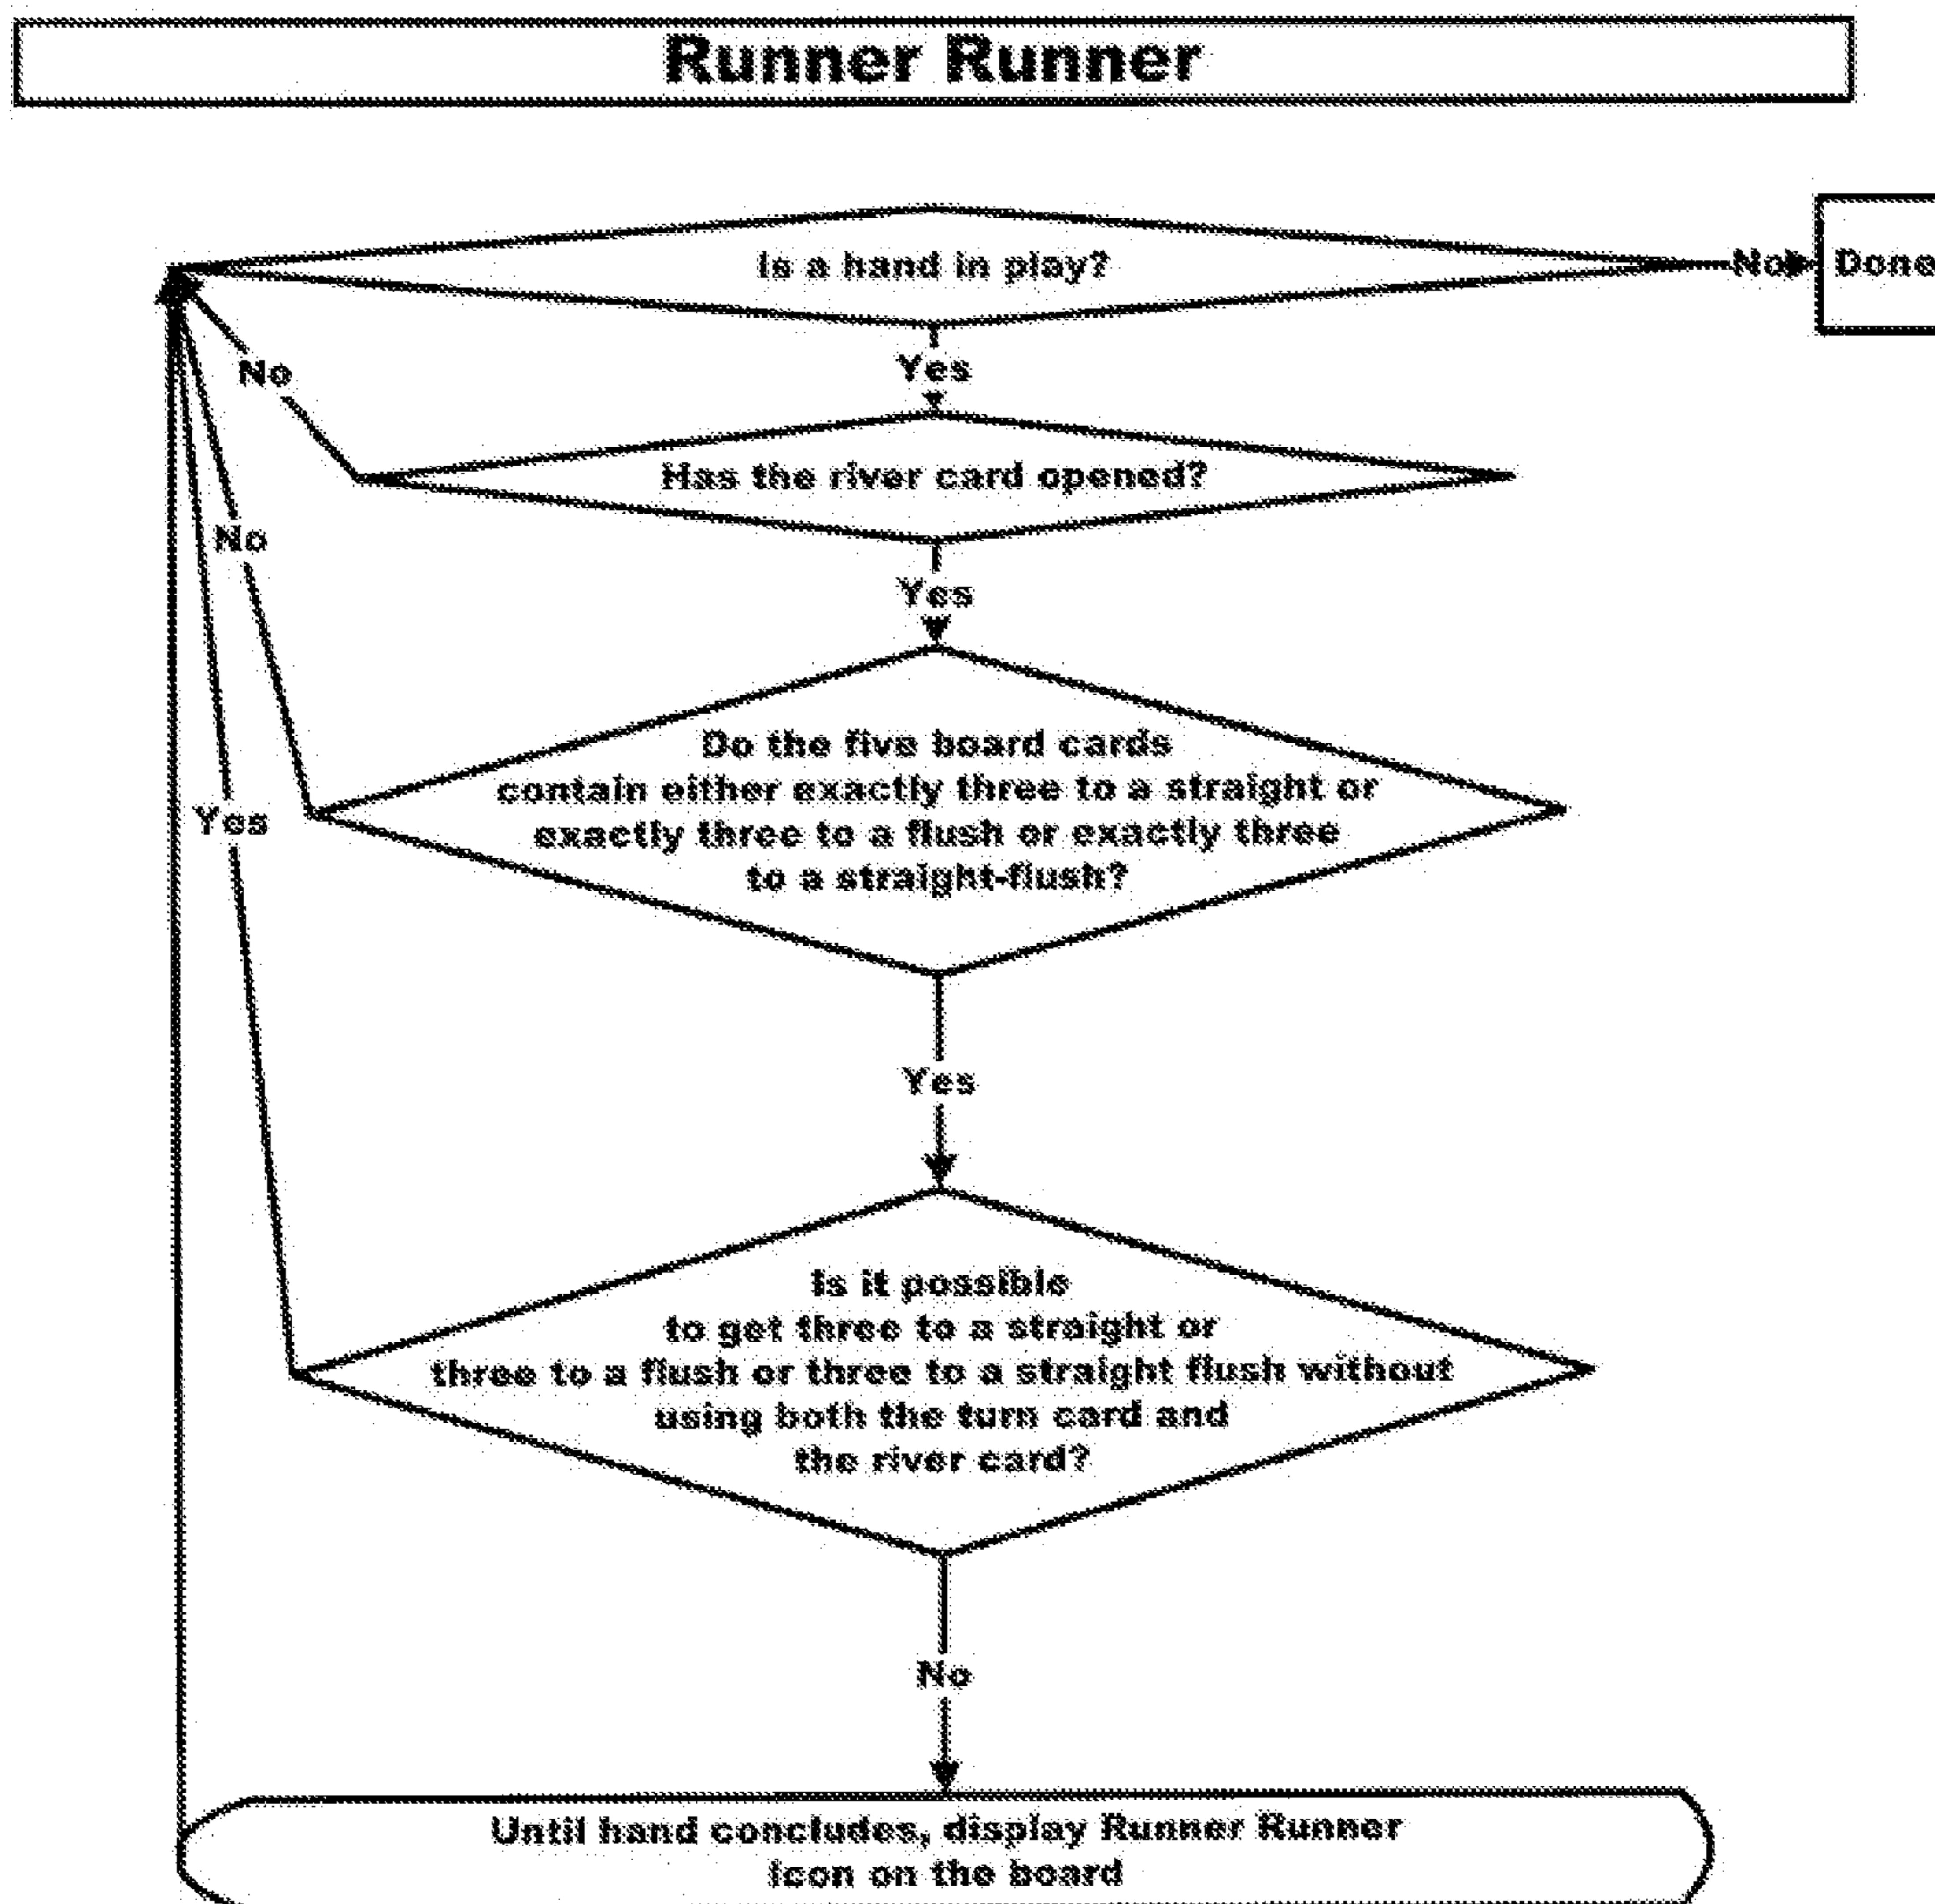 Runner Runner
Is a hand in play?
No
Done
Yes
No
Has the river card opened?
No
Yes
Do the five board cards
contain either exactly three to a straight or
exactly three to a flush or exactly three
to a straight-flush?
Yes
Yes
Is it possible
to get three to a straight or
three to a flush or three to a straight flush without
using both the turn card and
the river card?
No
Until hand concludes, display Runner Runner
icon on the board